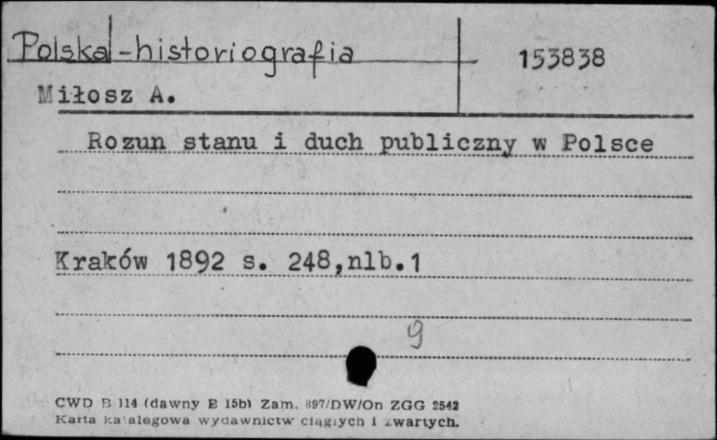 Polska - historiografia
153838
Miłosz A.
Rozun stanu i duch publiczny w Polsce
Kraków 1892 s. 248,nlb.1
9
CWD B 114 (dawny B 15b) Zam. 897/DW/On ZGG 2542
Karta katalogowa wydawnictw ciągłych i zwartych.